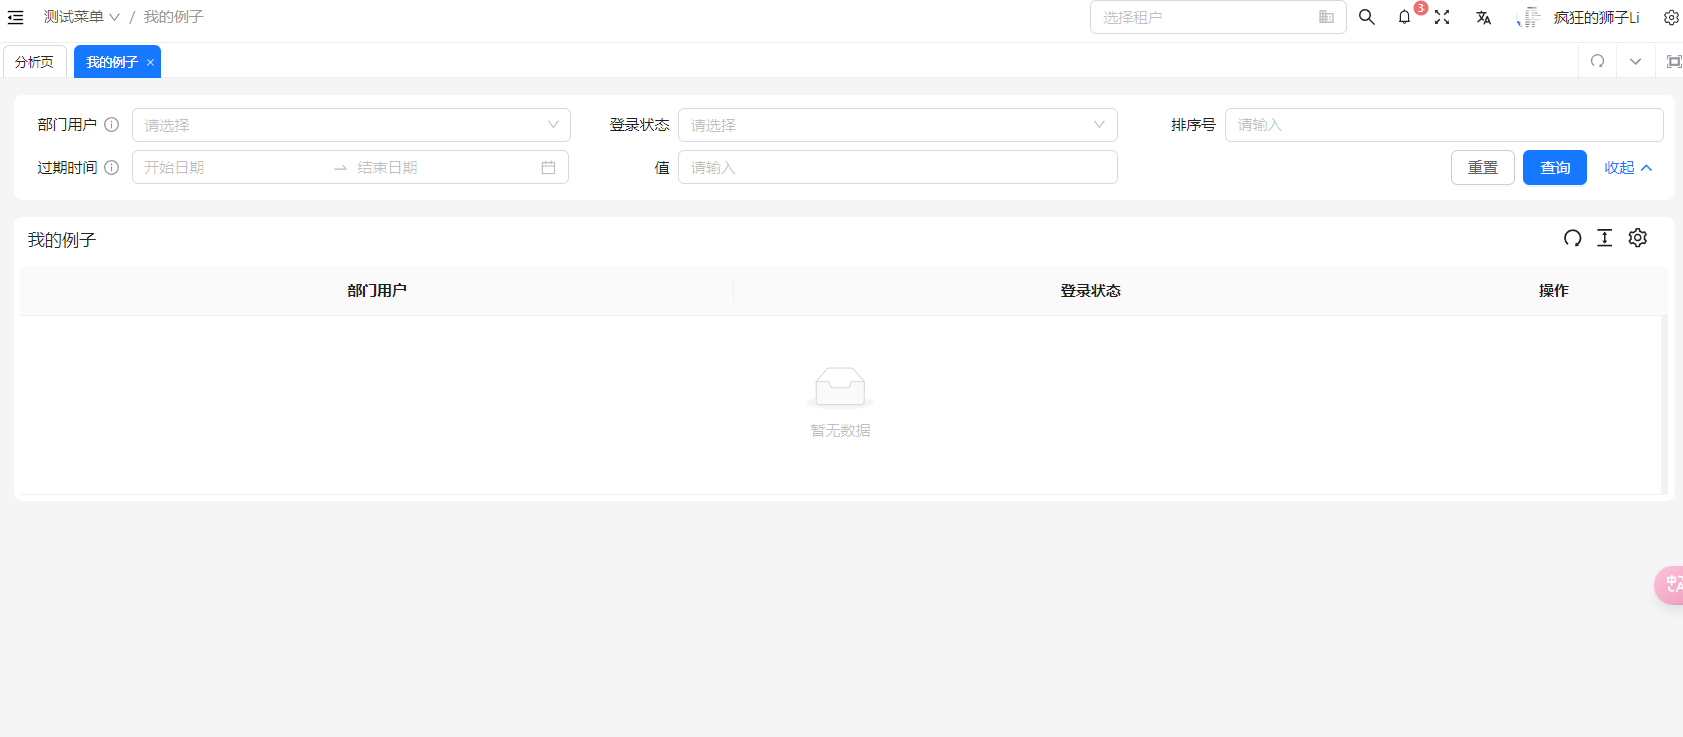 测试菜单 / 我的例子
选择租户
3
疯狂的狮子Li
分析页
我的例子
部门用户 请选择
登录状态 请选择
排序号 请输入
过期时间 开始日期 结束日期
值 请输入
重置
查询
收起
我的例子
部门用户 登录状态 操作
暂无数据